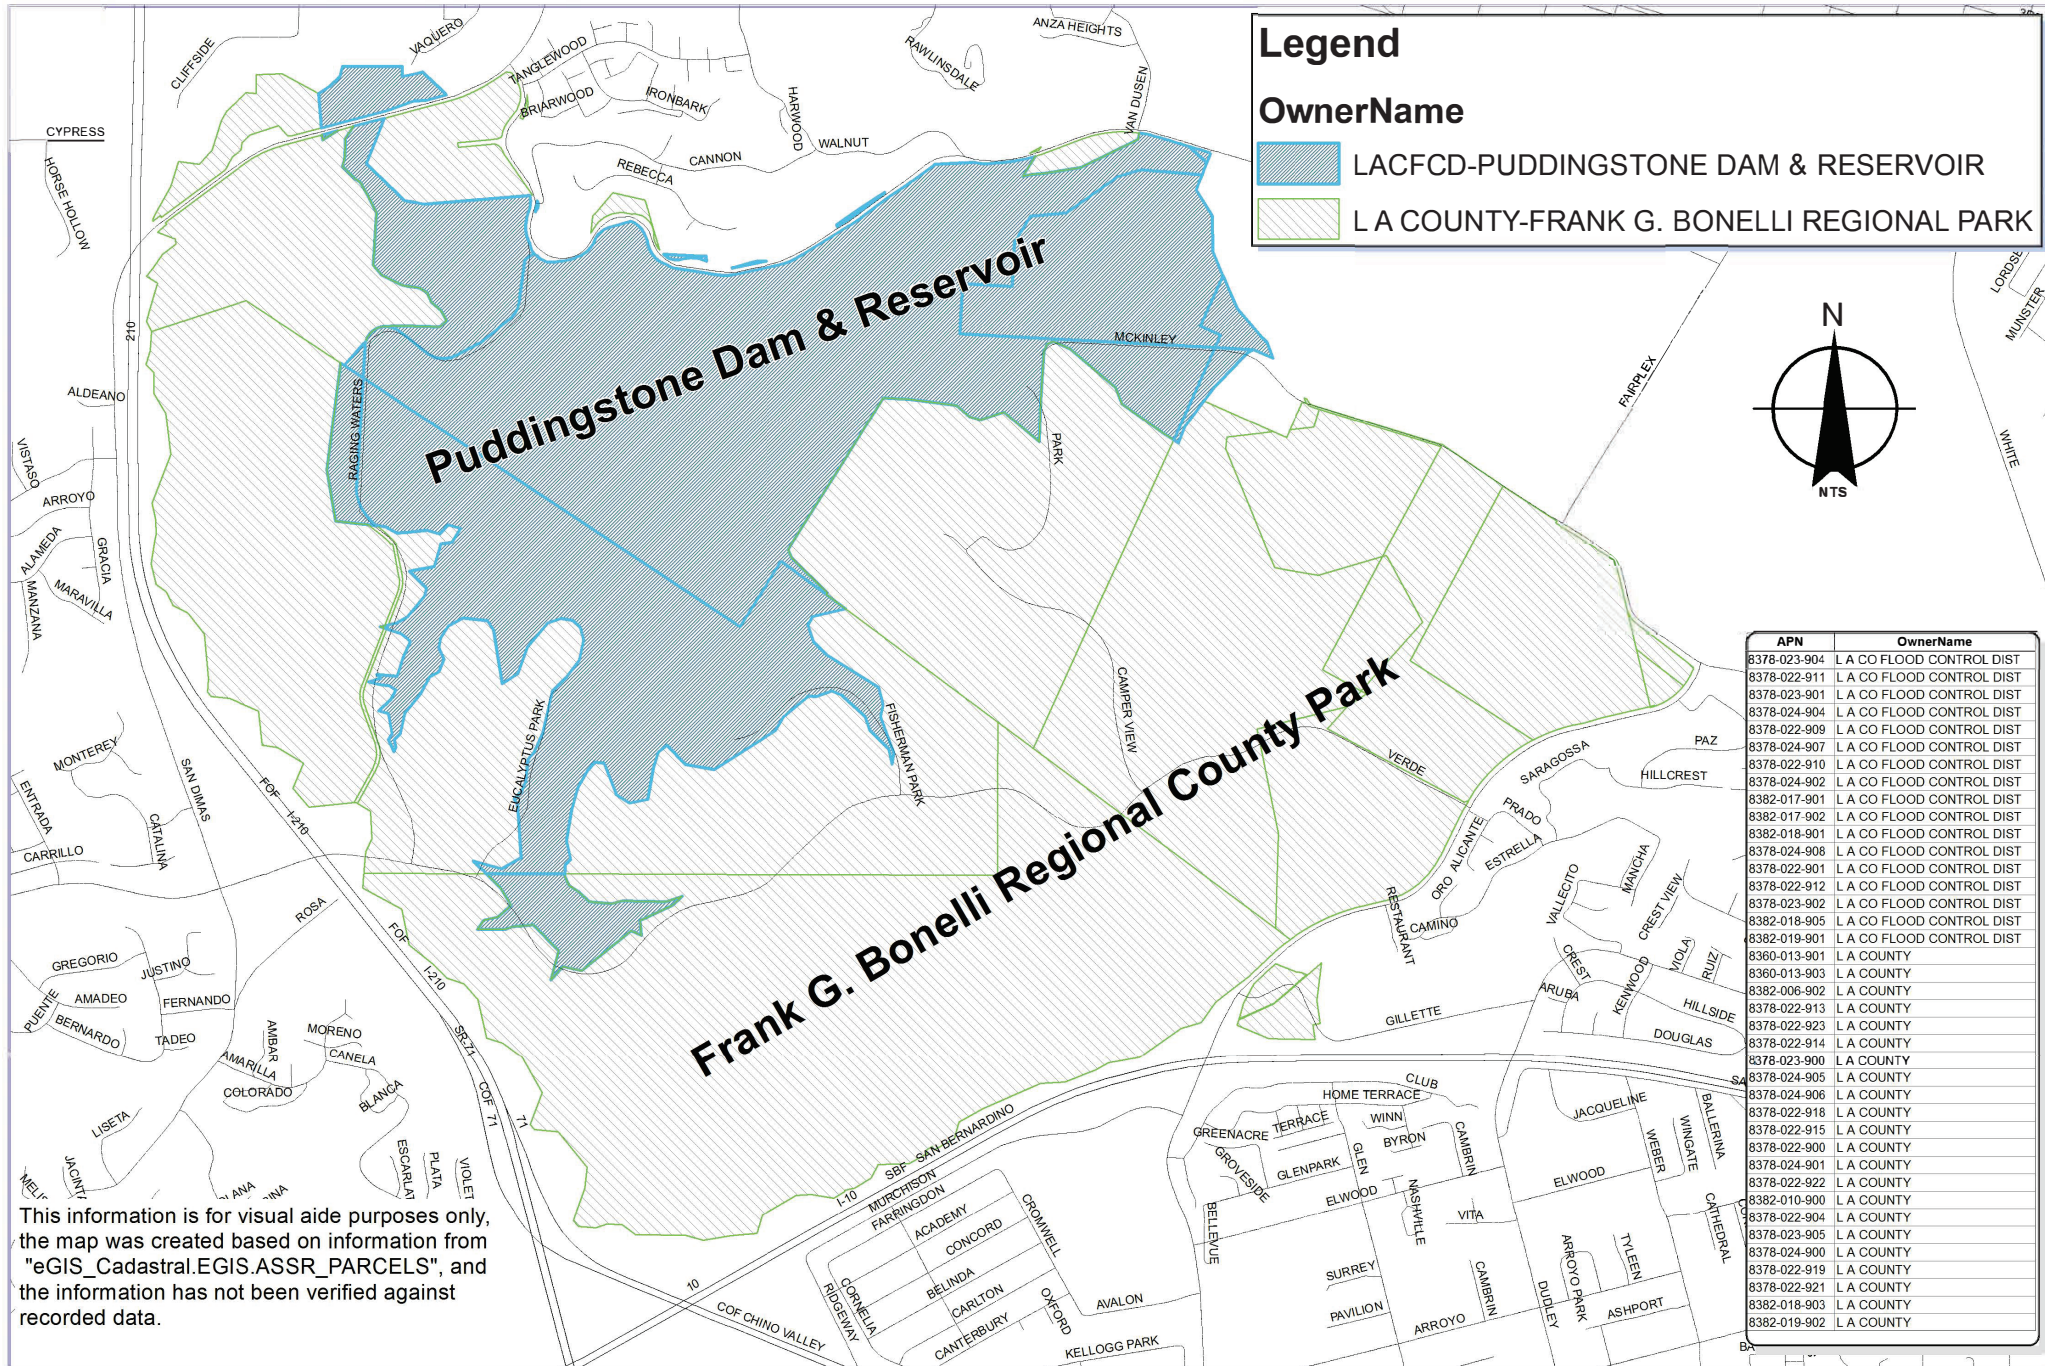 Legend
OwnerName
LACFCD-PUDDINGSTONE DAM & RESERVOIR
L A COUNTY-FRANK G. BONELLI REGIONAL PARK
N
NTS
Puddingstone Dam & Reservoir
Frank G. Bonelli Regional County Park
CLIFFSIDE
VAQUERO
TANGLEWOOD
BRIARWOOD
IRONBARK
HARWOOD
WALNUT
CANNON
REBECCA
RAWLINSDALE
ANZA HEIGHTS
VAN DUSEN
CYPRESS
HORSE HOLLOW
210
ALDEANO
VISTASO
ARROYO
ALAMEDA
GRACIA
MARAVILLA
MANZANA
RAGING WATERS
MCKINLEY
PARK
FAIRPLEX
WHITE
MUNSTER
CAMPER VIEW
FISHERMAN PARK
EUCALYPTUS PARK
VERDE
SARAGOSSA
PAZ
HILLCREST
PRADO
ESTRELLA
ALICANTE
ORO
CAMINO
RESTAURANT
VALLECITO
MANCHA
CREST VIEW
VIOLA
RUIZ
CREST
KENWOOD
ARUBA
HILLSIDE
DOUGLAS
GILLETTE
MONTEREY
ENTRADA
CATALINA
CARRILLO
SAN DIMAS
FOF
I-210
ROSA
FOF
I-210
SR-71
COF 71
71
GREGORIO
JUSTINO
AMADEO
FERNANDO
PUENTE
BERNARDO
TADEO
AMBAR
MORENO
CANELA
AMARILLA
COLORADO
BLANCA
LISETA
JACINTA
PLATA
VIOLET
CLUB
HOME TERRACE
WINN
TERRACE
GREENACRE
BYRON
CAMBRIN
GLEN
GLENPARK
GROVESIDE
ELWOOD
NASHVILLE
VITA
ELWOOD
JACQUELINE
WEBER
WINGATE
BALLERINA
CATHEDRAL
BELLEVUE
SURREY
PAVILION
ARROYO
CAMBRIN
DUDLEY
ARROYO PARK
TYLEEN
ASHPORT
I-10
SBF
SAN BERNARDINO
MURCHISON
FARRINGDON
ACADEMY
CONCORD
CROMWELL
BELINDA
CARLTON
CANTERBURY
OXFORD
CORNELIA
RIDGEWAY
AVALON
KELLOGG PARK
10
COF CHINO VALLEY
This information is for visual aide purposes only,
the map was created based on information from
"eGIS_Cadastral.EGIS.ASSR_PARCELS", and
the information has not been verified against
recorded data.
APN OwnerName
8378-023-904 L A CO FLOOD CONTROL DIST
8378-022-911 L A CO FLOOD CONTROL DIST
8378-023-901 L A CO FLOOD CONTROL DIST
8378-024-904 L A CO FLOOD CONTROL DIST
8378-022-909 L A CO FLOOD CONTROL DIST
8378-024-907 L A CO FLOOD CONTROL DIST
8378-022-910 L A CO FLOOD CONTROL DIST
8378-024-902 L A CO FLOOD CONTROL DIST
8382-017-901 L A CO FLOOD CONTROL DIST
8382-017-902 L A CO FLOOD CONTROL DIST
8382-018-901 L A CO FLOOD CONTROL DIST
8378-024-908 L A CO FLOOD CONTROL DIST
8378-022-901 L A CO FLOOD CONTROL DIST
8378-022-912 L A CO FLOOD CONTROL DIST
8378-023-902 L A CO FLOOD CONTROL DIST
8382-018-905 L A CO FLOOD CONTROL DIST
8382-019-901 L A CO FLOOD CONTROL DIST
8360-013-901 L A COUNTY
8360-013-903 L A COUNTY
8382-006-902 L A COUNTY
8378-022-913 L A COUNTY
8378-022-923 L A COUNTY
8378-022-914 L A COUNTY
8378-023-900 L A COUNTY
8378-024-905 L A COUNTY
8378-024-906 L A COUNTY
8378-022-918 L A COUNTY
8378-022-915 L A COUNTY
8378-022-900 L A COUNTY
8378-024-901 L A COUNTY
8378-022-922 L A COUNTY
8382-010-900 L A COUNTY
8378-022-904 L A COUNTY
8378-023-905 L A COUNTY
8378-024-900 L A COUNTY
8378-022-919 L A COUNTY
8378-022-921 L A COUNTY
8382-018-903 L A COUNTY
8382-019-902 L A COUNTY